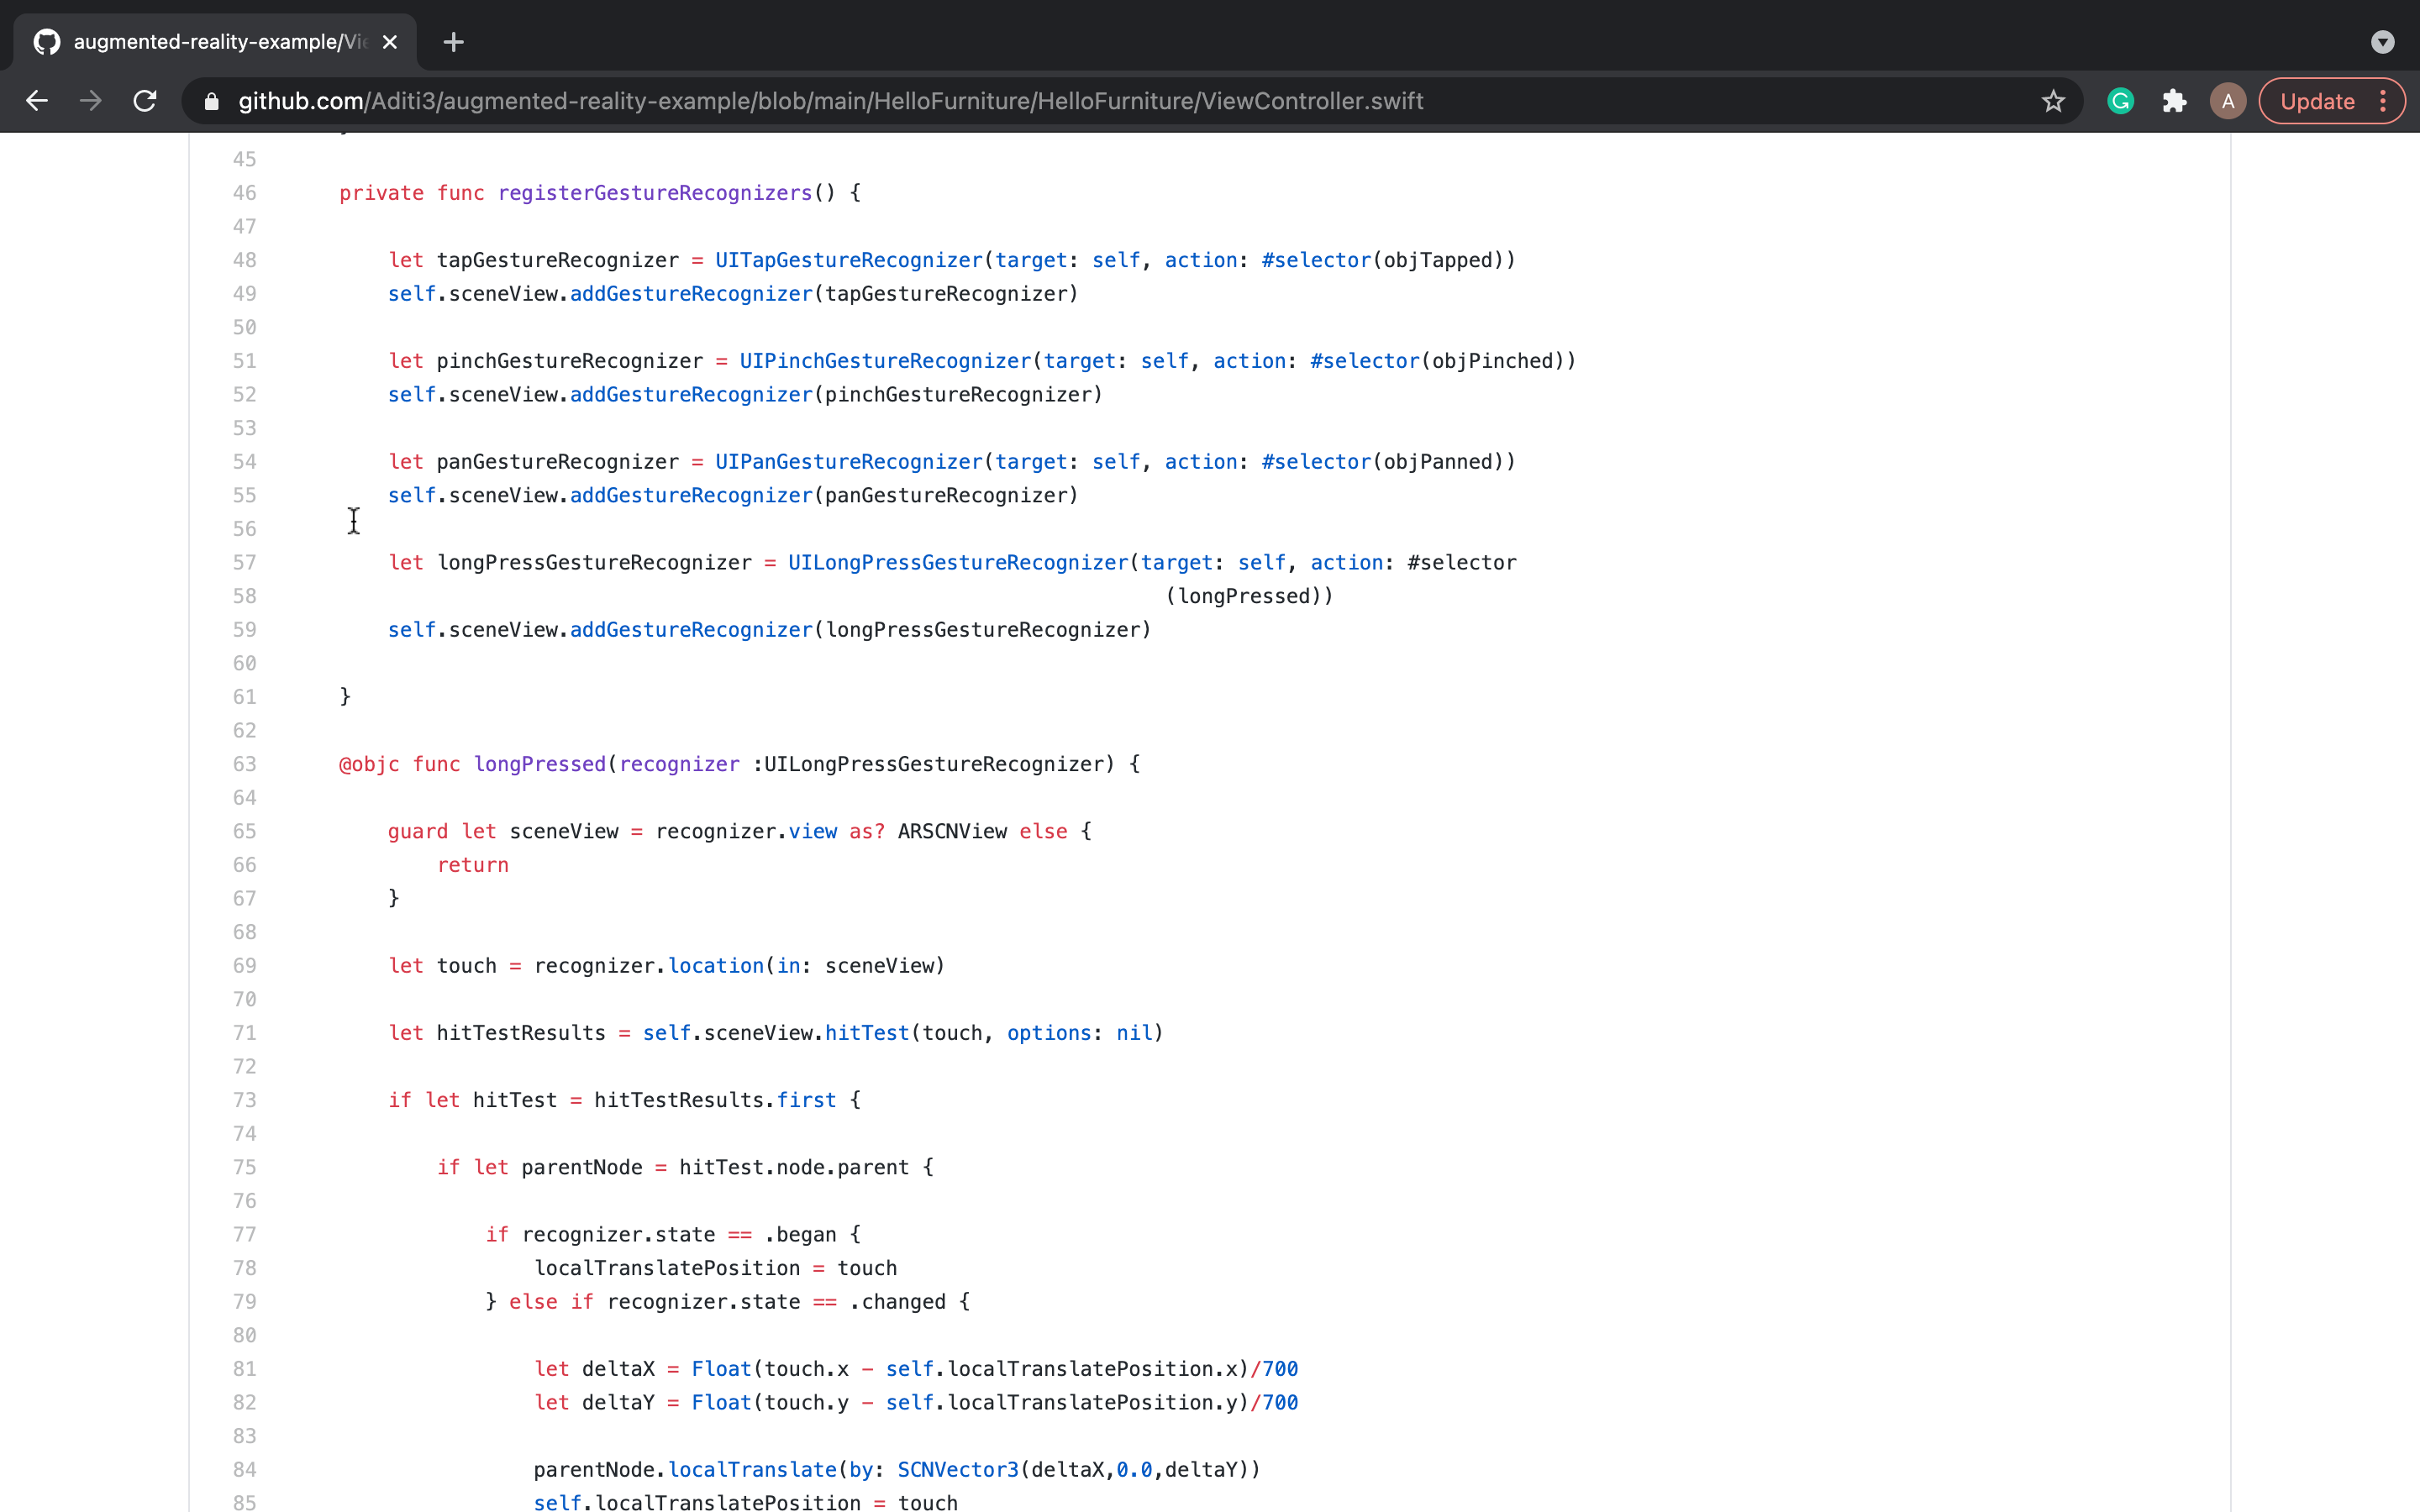 augmented-reality-example/Vi
github.com/Aditi3/augmented-reality-example/blob/main/HelloFurniture/HelloFurniture/ViewController.swift
A
Update
45
46 private func registerGestureRecognizers() {
47
48 let tapGestureRecognizer = UITapGestureRecognizer(target: self, action: #selector(objTapped))
49 self.sceneView.addGestureRecognizer(tapGestureRecognizer)
50
51 let pinchGestureRecognizer = UIPinchGestureRecognizer(target: self, action: #selector(objPinched))
52 self.sceneView.addGestureRecognizer(pinchGestureRecognizer)
53
54 let panGestureRecognizer = UIPanGestureRecognizer(target: self, action: #selector(objPanned))
55 self.sceneView.addGestureRecognizer(panGestureRecognizer)
56
57 let longPressGestureRecognizer = UILongPressGestureRecognizer(target: self, action: #selector
58 (longPressed))
59 self.sceneView.addGestureRecognizer(longPressGestureRecognizer)
60
61 }
62
63 @objc func longPressed(recognizer :UILongPressGestureRecognizer) {
64
65 guard let sceneView = recognizer.view as? ARSCNView else {
66 return
67 }
68
69 let touch = recognizer.location(in: sceneView)
70
71 let hitTestResults = self.sceneView.hitTest(touch, options: nil)
72
73 if let hitTest = hitTestResults.first {
74
75 if let parentNode = hitTest.node.parent {
76
77 if recognizer.state == .began {
78 localTranslatePosition = touch
79 } else if recognizer.state == .changed {
80
81 let deltaX = Float(touch.x - self.localTranslatePosition.x)/700
82 let deltaY = Float(touch.y - self.localTranslatePosition.y)/700
83
84 parentNode.localTranslate(by: SCNVector3(deltaX,0.0,deltaY))
85 self.localTranslatePosition = touch